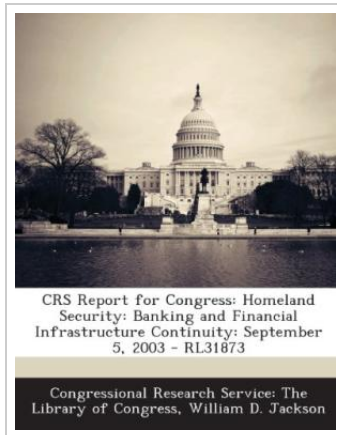 CRS Report for Congress: Homeland
Security: Banking and Financial
Infrastructure Continuity: September
5, 2003 - RL31873
Congressional Research Service: The
Library of Congress, William D. Jackson